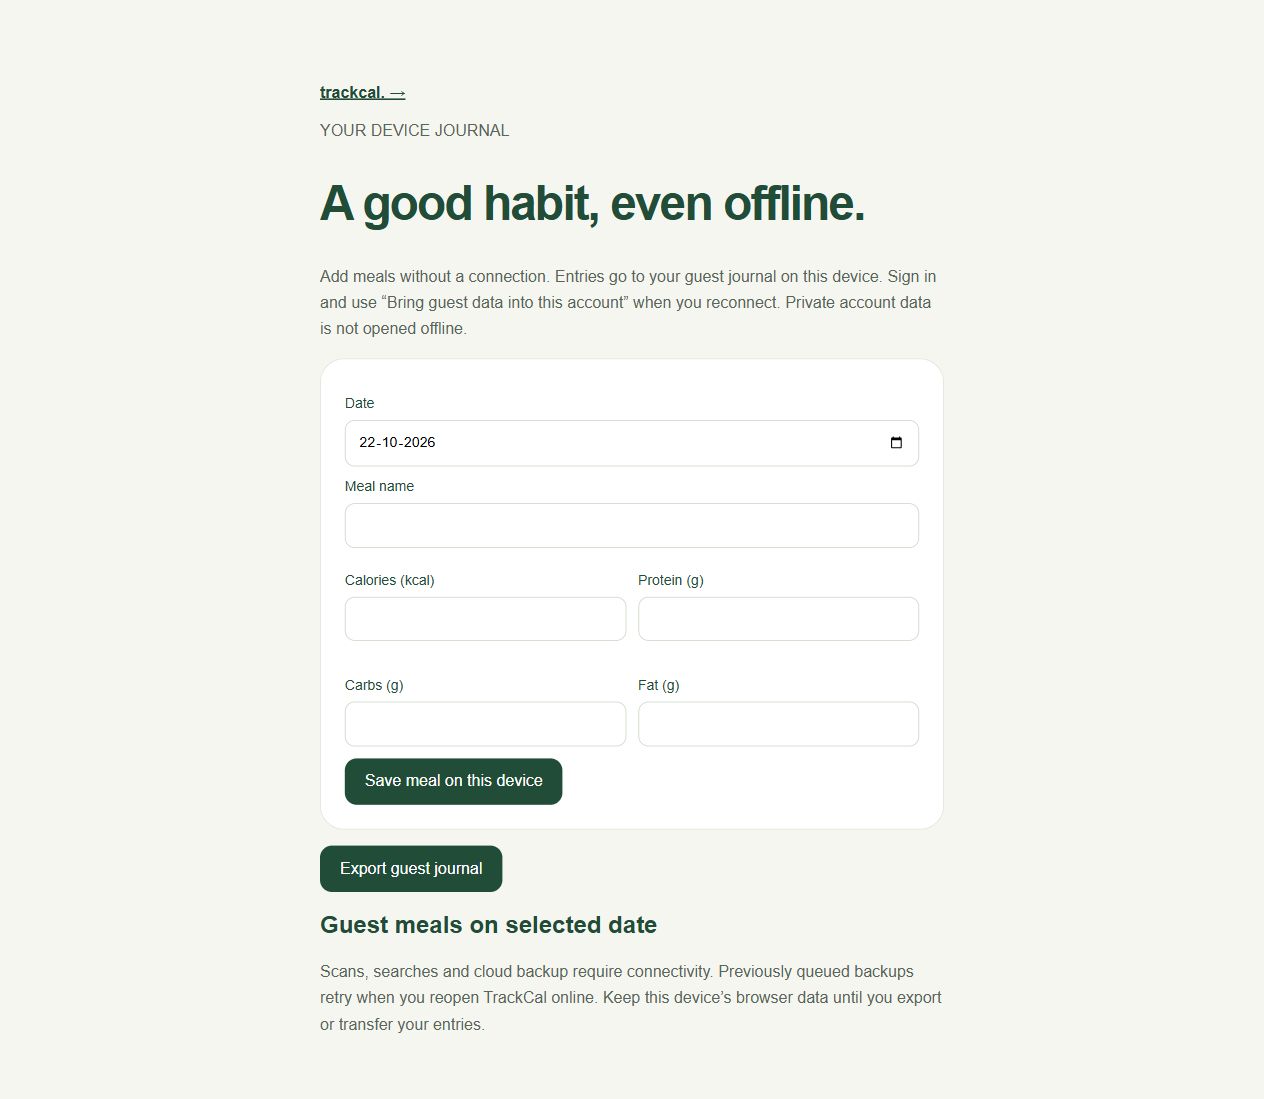 trackcal. →
YOUR DEVICE JOURNAL
A good habit, even offline.
Add meals without a connection. Entries go to your guest journal on this device. Sign in
and use “Bring guest data into this account” when you reconnect. Private account data
is not opened offline.
Date
22-10-2026
Meal name
Calories (kcal) Protein (g)
Carbs (g) Fat (g)
Save meal on this device
Export guest journal
Guest meals on selected date
Scans, searches and cloud backup require connectivity. Previously queued backups
retry when you reopen TrackCal online. Keep this device’s browser data until you export
or transfer your entries.